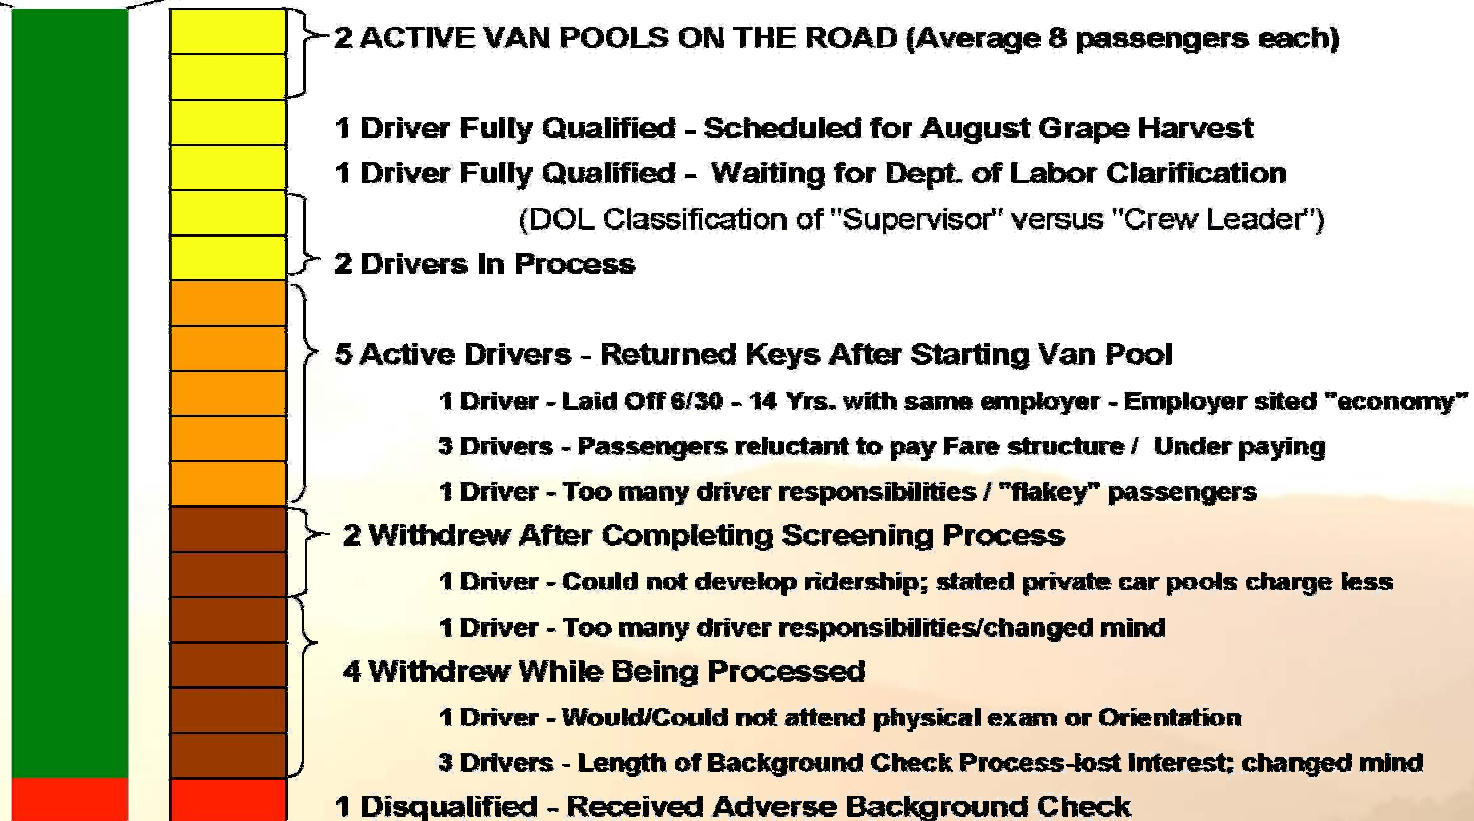 2 ACTIVE VAN POOLS ON THE ROAD (Average 8 passengers each)
1 Driver Fully Qualified - Scheduled for August Grape Harvest
1 Driver Fully Qualified - Waiting for Dept. of Labor Clarification
(DOL Classification of "Supervisor" versus "Crew Leader")
2 Drivers In Process
5 Active Drivers - Returned Keys After Starting Van Pool
1 Driver - Laid Off 6/30 - 14 Yrs. with same employer - Employer sited "economy"
3 Drivers - Passengers reluctant to pay Fare structure / Under paying
1 Driver - Too many driver responsibilities / "flakey" passengers
2 Withdrew After Completing Screening Process
1 Driver - Could not develop ridership; stated private car pools charge less
1 Driver - Too many driver responsibilities/changed mind
4 Withdrew While Being Processed
1 Driver - Would/Could not attend physical exam or Orientation
3 Drivers - Length of Background Check Process-lost interest; changed mind
1 Disqualified - Received Adverse Background Check